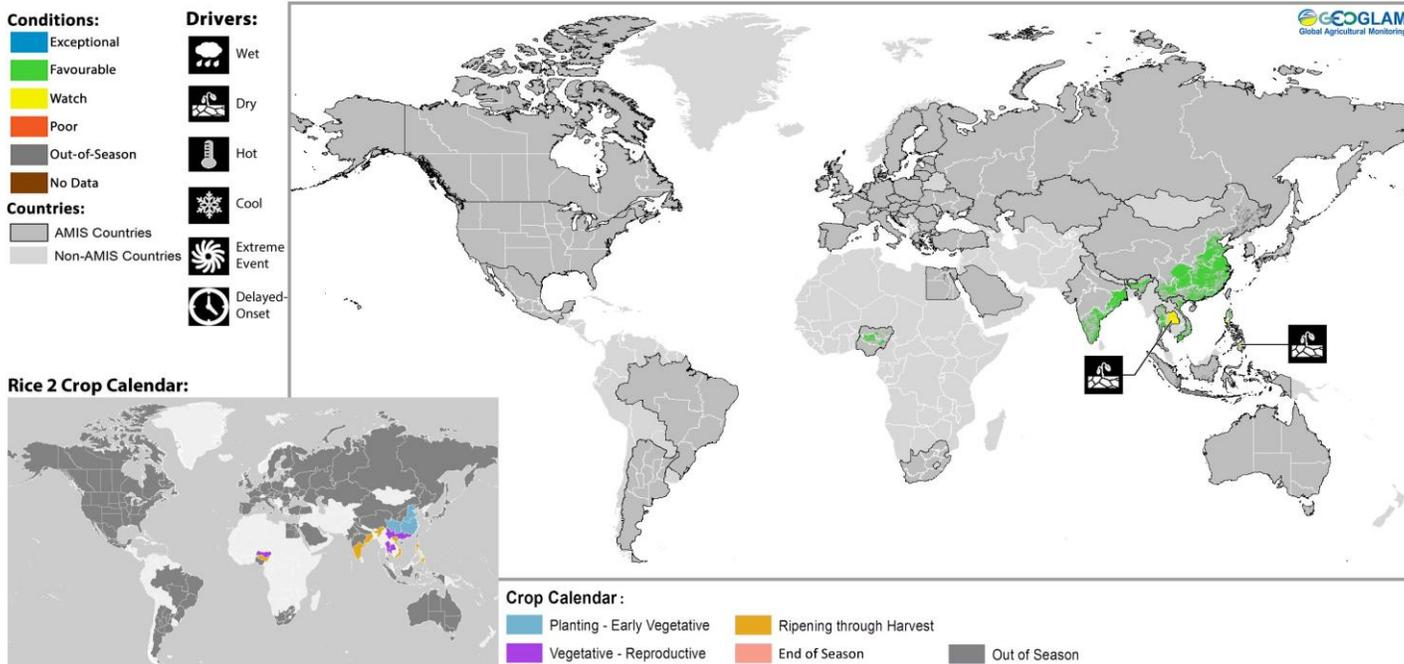 Conditions:
Exceptional
Favourable
Watch
Poor
Out-of-Season
No Data
Countries:
AMIS Countries
Non-AMIS Countries
Drivers:
Wet
Dry
Hot
Cool
Extreme
Event
Delayed-
Onset
GEOGLAM
Global Agricultural Monitoring
Rice 2 Crop Calendar:
Crop Calendar :
Planting - Early Vegetative
Ripening through Harvest
Vegetative - Reproductive
End of Season
Out of Season